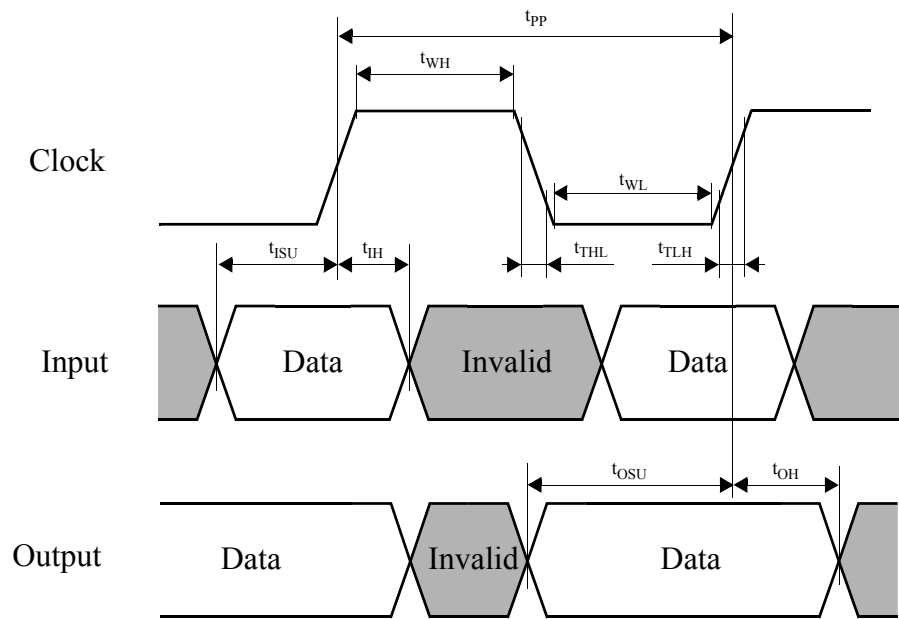 tPP
tWH
Clock
tWL
tISU
tIH
tTHL
tTLH
Input
Data
Invalid
Data
tOSU
tOH
Output
Data
Invalid
Data